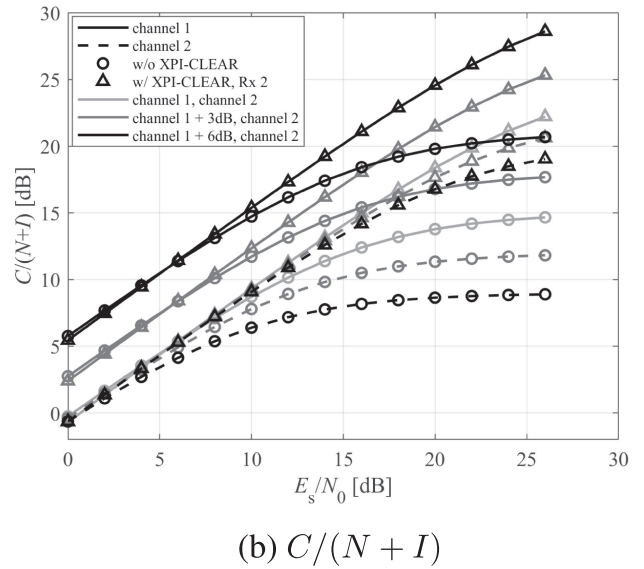 30
25
20
15
10
5
0
C/(N+I) [dB]
channel 1
channel 2
w/o XPI-CLEAR
w/ XPI-CLEAR, Rx 2
channel 1, channel 2
channel 1 + 3dB, channel 2
channel 1 + 6dB, channel 2
0 5 10 15 20 25 30
E_s/N_0 [dB]
(b) C/(N + I)